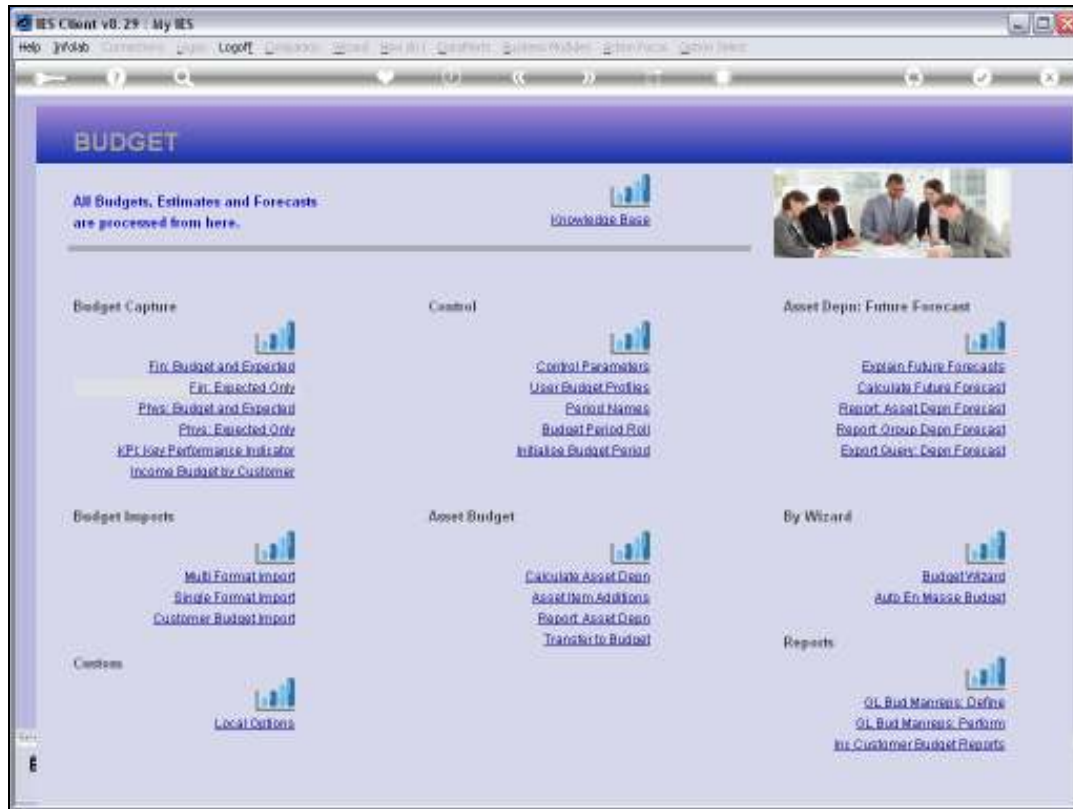 IES Client v8.29 : My IES
Help Infolab Logoff
BUDGET
All Budgets, Estimates and Forecasts
are processed from here.
Knowledge Base
Budget Capture
Fin: Budget and Expected
Fin: Expected Only
Phys: Budget and Expected
Phys: Expected Only
KPI: Key Performance Indicator
Income Budget by Customer
Control
Control Parameters
User Budget Profiles
Period Names
Budget Period Roll
Initialise Budget Period
Asset Depn: Future Forecast
Explain Future Forecasts
Calculate Future Forecast
Report: Asset Depn Forecast
Report: Group Depn Forecast
Export Query: Depn Forecast
Budget Imports
Multi Format Import
Single Format Import
Customer Budget Import
Asset Budget
Calculate Asset Depn
Asset Item Additions
Report Asset Depn
Transfer to Budget
By Wizard
Budget Wizard
Auto En Masse Budget
Custom
Local Options
Reports
GL Bud Manreps: Define
GL Bud Manreps: Perform
Inc Customer Budget Reports